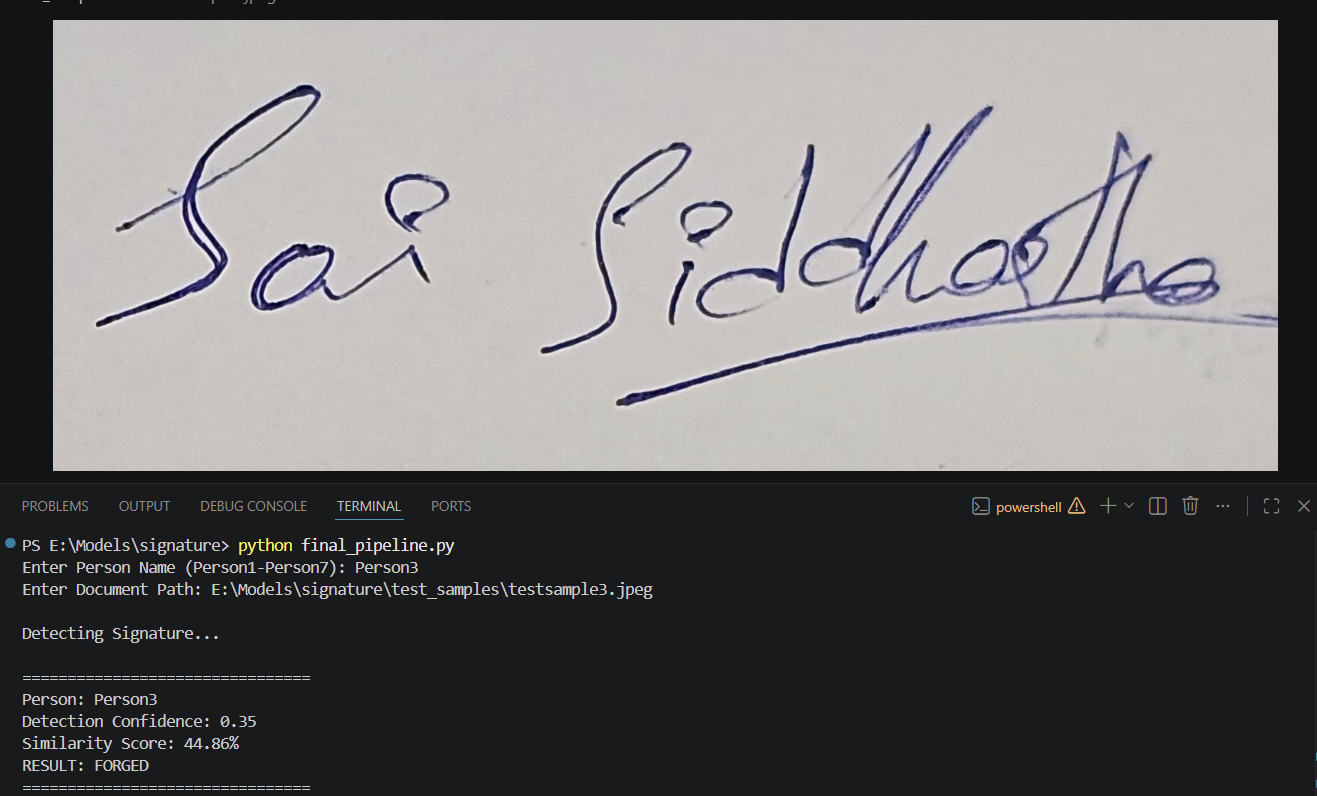 Sai Siddhartha
PROBLEMS OUTPUT DEBUG CONSOLE TERMINAL PORTS powershell
PS E:\Models\signature> python final_pipeline.py
Enter Person Name (Person1-Person7): Person3
Enter Document Path: E:\Models\signature\test_samples\testsample3.jpeg
Detecting Signature...
================================
Person: Person3
Detection Confidence: 0.35
Similarity Score: 44.86%
RESULT: FORGED
================================